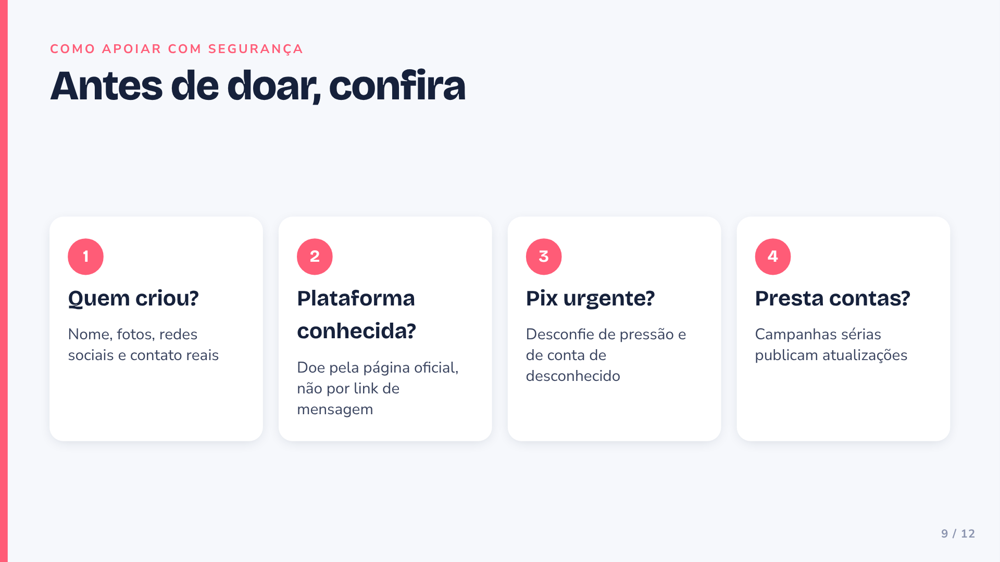 COMO APOIAR COM SEGURANÇA
Antes de doar, confira
1
Quem criou?
Nome, fotos, redes
sociais e contato reais
2
Plataforma
conhecida?
Doe pela página oficial,
não por link de
mensagem
3
Pix urgente?
Desconfie de pressão e
de conta de
desconhecido
4
Presta contas?
Campanhas sérias
publicam atualizações
9 / 12